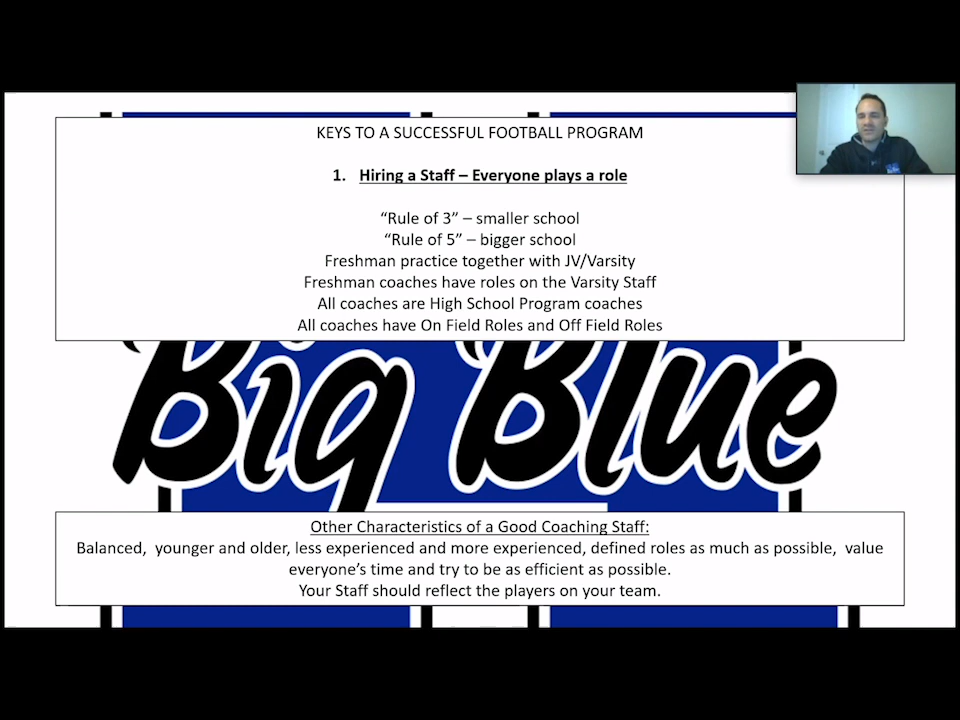 KEYS TO A SUCCESSFUL FOOTBALL PROGRAM
1. Hiring a Staff – Everyone plays a role
“Rule of 3” – smaller school
“Rule of 5” – bigger school
Freshman practice together with JV/Varsity
Freshman coaches have roles on the Varsity Staff
All coaches are High School Program coaches
All coaches have On Field Roles and Off Field Roles
Big Blue
Other Characteristics of a Good Coaching Staff:
Balanced, younger and older, less experienced and more experienced, defined roles as much as possible, value
everyone’s time and try to be as efficient as possible.
Your Staff should reflect the players on your team.